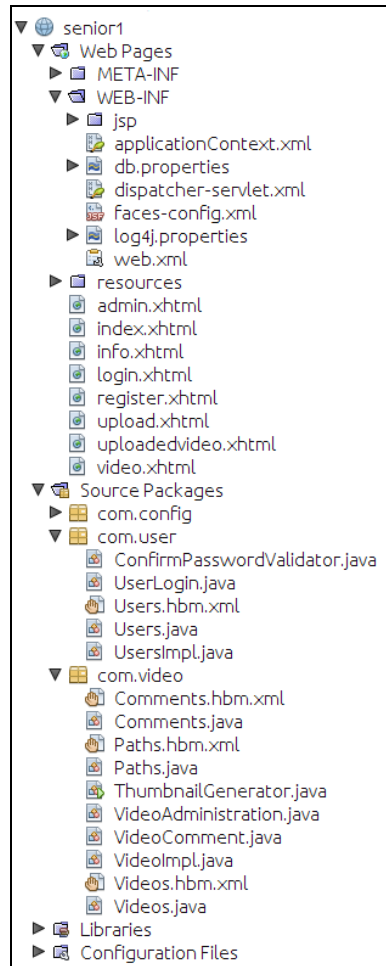 senior1
Web Pages
META-INF
WEB-INF
jsp
applicationContext.xml
db.properties
dispatcher-servlet.xml
faces-config.xml
log4j.properties
web.xml
resources
admin.xhtml
index.xhtml
info.xhtml
login.xhtml
register.xhtml
upload.xhtml
uploadedvideo.xhtml
video.xhtml
Source Packages
com.config
com.user
ConfirmPasswordValidator.java
UserLogin.java
Users.hbm.xml
Users.java
UsersImpl.java
com.video
Comments.hbm.xml
Comments.java
Paths.hbm.xml
Paths.java
ThumbnailGenerator.java
VideoAdministration.java
VideoComment.java
VideoImpl.java
Videos.hbm.xml
Videos.java
Libraries
Configuration Files